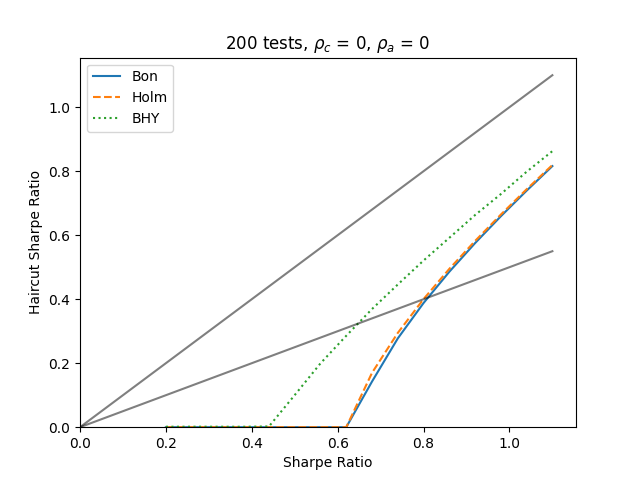 200 tests, ρc = 0, ρa = 0
Bon
Holm
BHY
1.0
0.8
0.6
0.4
0.2
0.0
Haircut Sharpe Ratio
0.0 0.2 0.4 0.6 0.8 1.0
Sharpe Ratio